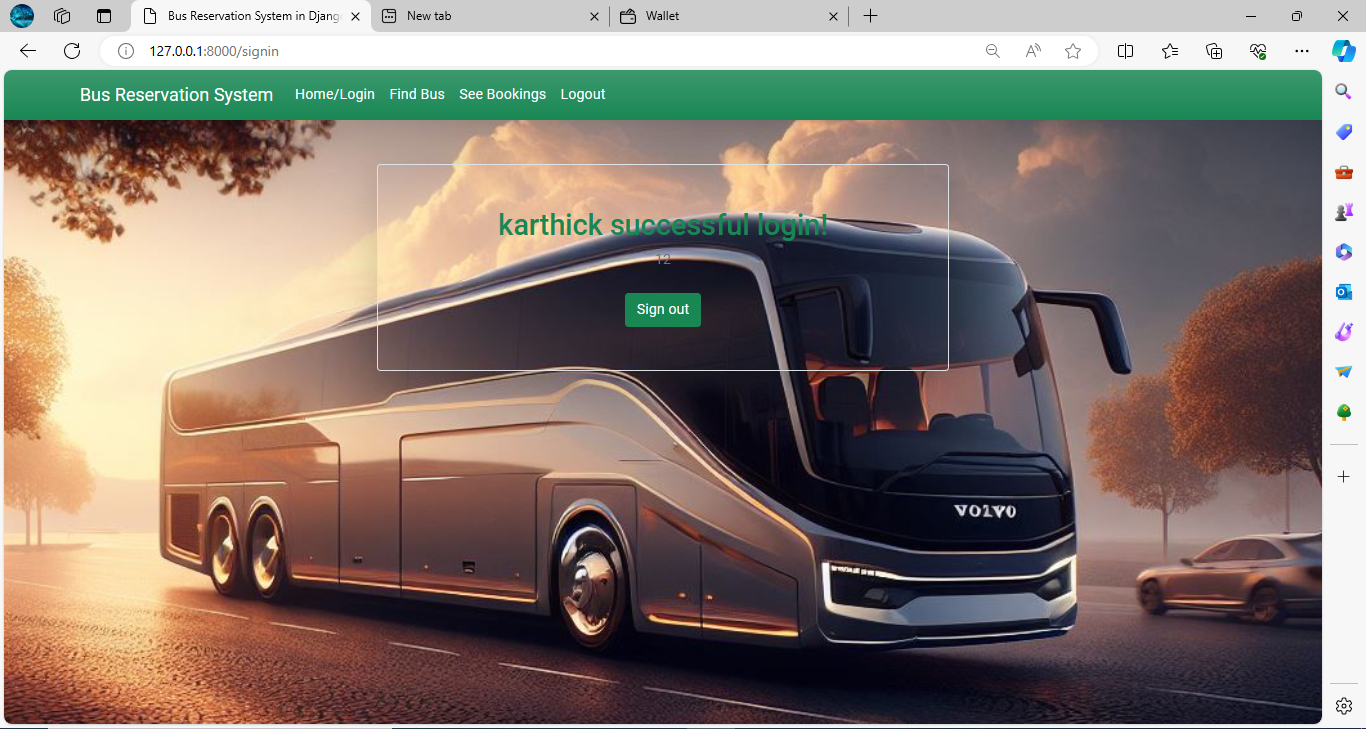 Bus Reservation System in Djang
New tab
Wallet
127.0.0.1:8000/signin
Bus Reservation System Home/Login Find Bus See Bookings Logout
karthick successful login!
12
Sign out
VOLVO